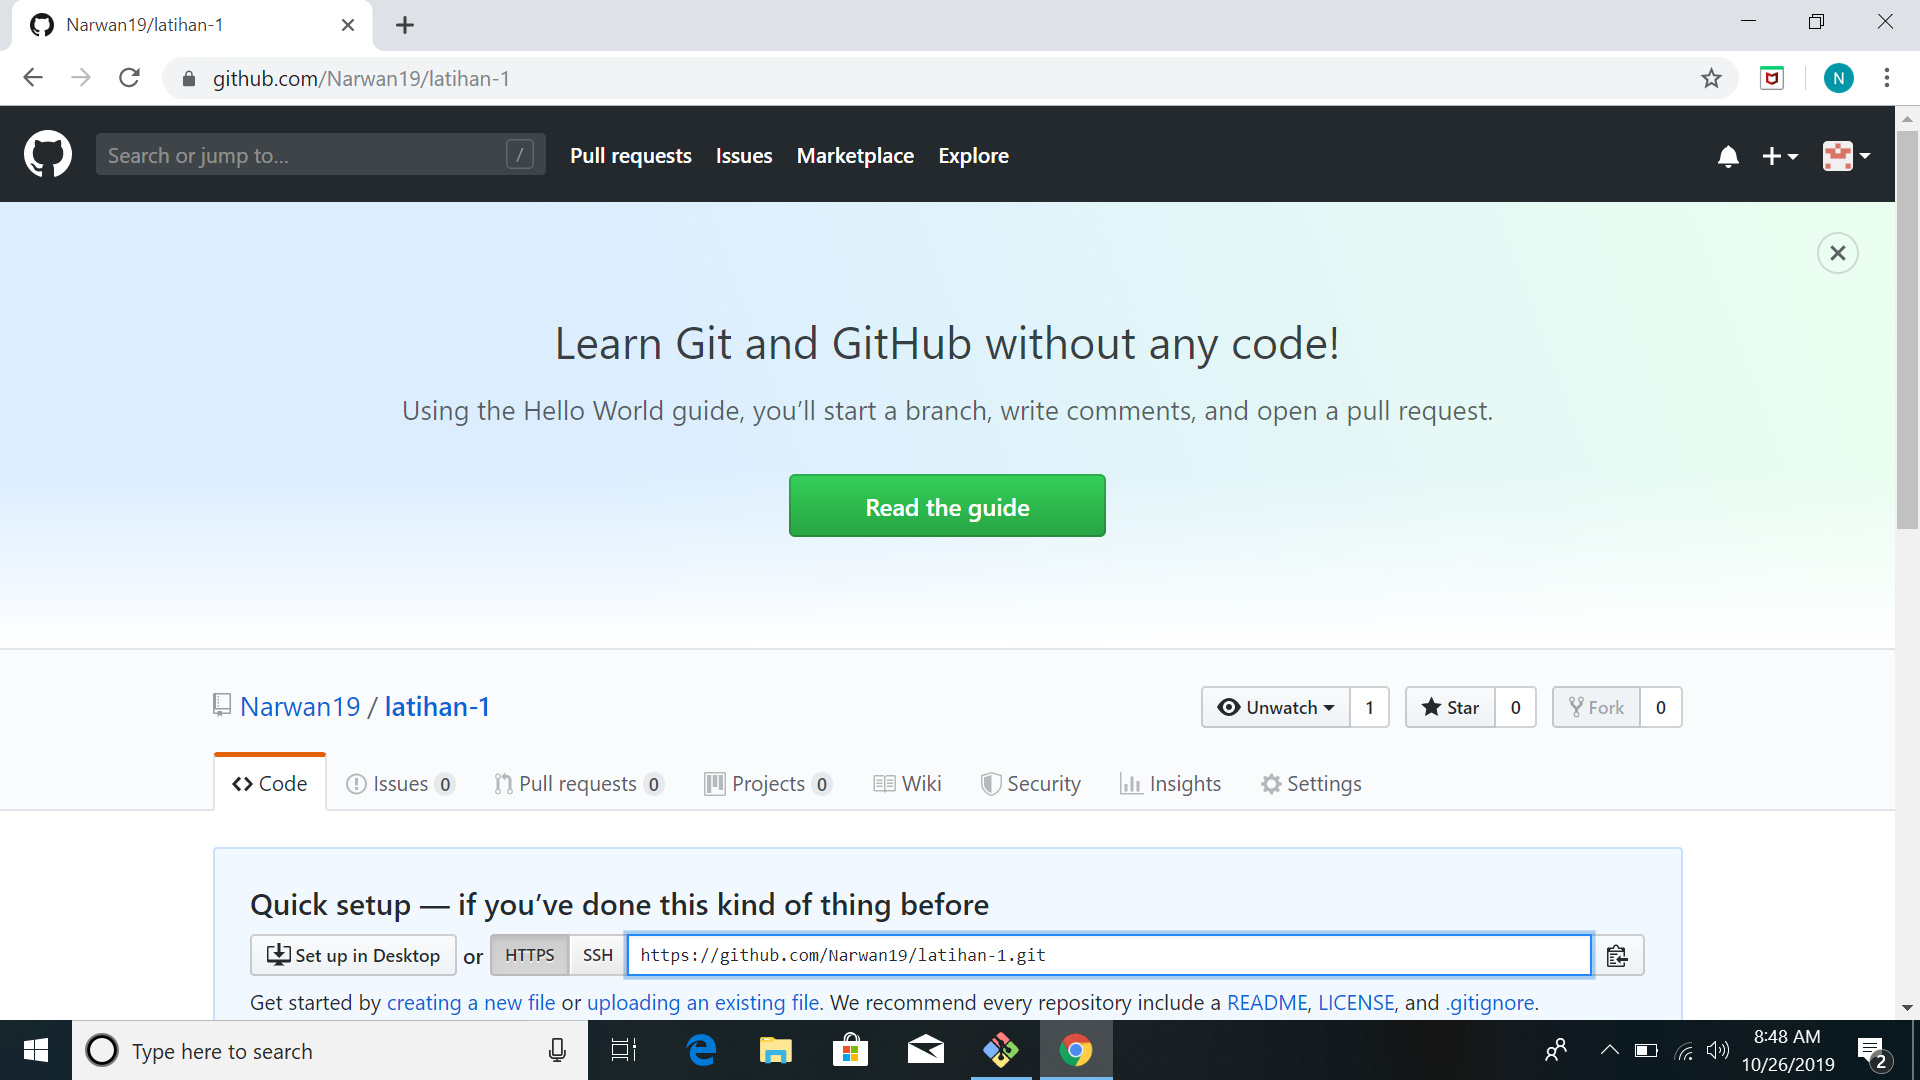 Narwan19/latihan-1
github.com/Narwan19/latihan-1
N
Search or jump to...
/
Pull requests
Issues
Marketplace
Explore
Learn Git and GitHub without any code!
Using the Hello World guide, you’ll start a branch, write comments, and open a pull request.
Read the guide
Narwan19 / latihan-1
Unwatch 1
Star 0
Fork 0
Code
Issues 0
Pull requests 0
Projects 0
Wiki
Security
Insights
Settings
Quick setup — if you’ve done this kind of thing before
Set up in Desktop or HTTPS SSH https://github.com/Narwan19/latihan-1.git
Get started by creating a new file or uploading an existing file. We recommend every repository include a README, LICENSE, and .gitignore.
Type here to search
8:48 AM
10/26/2019
2